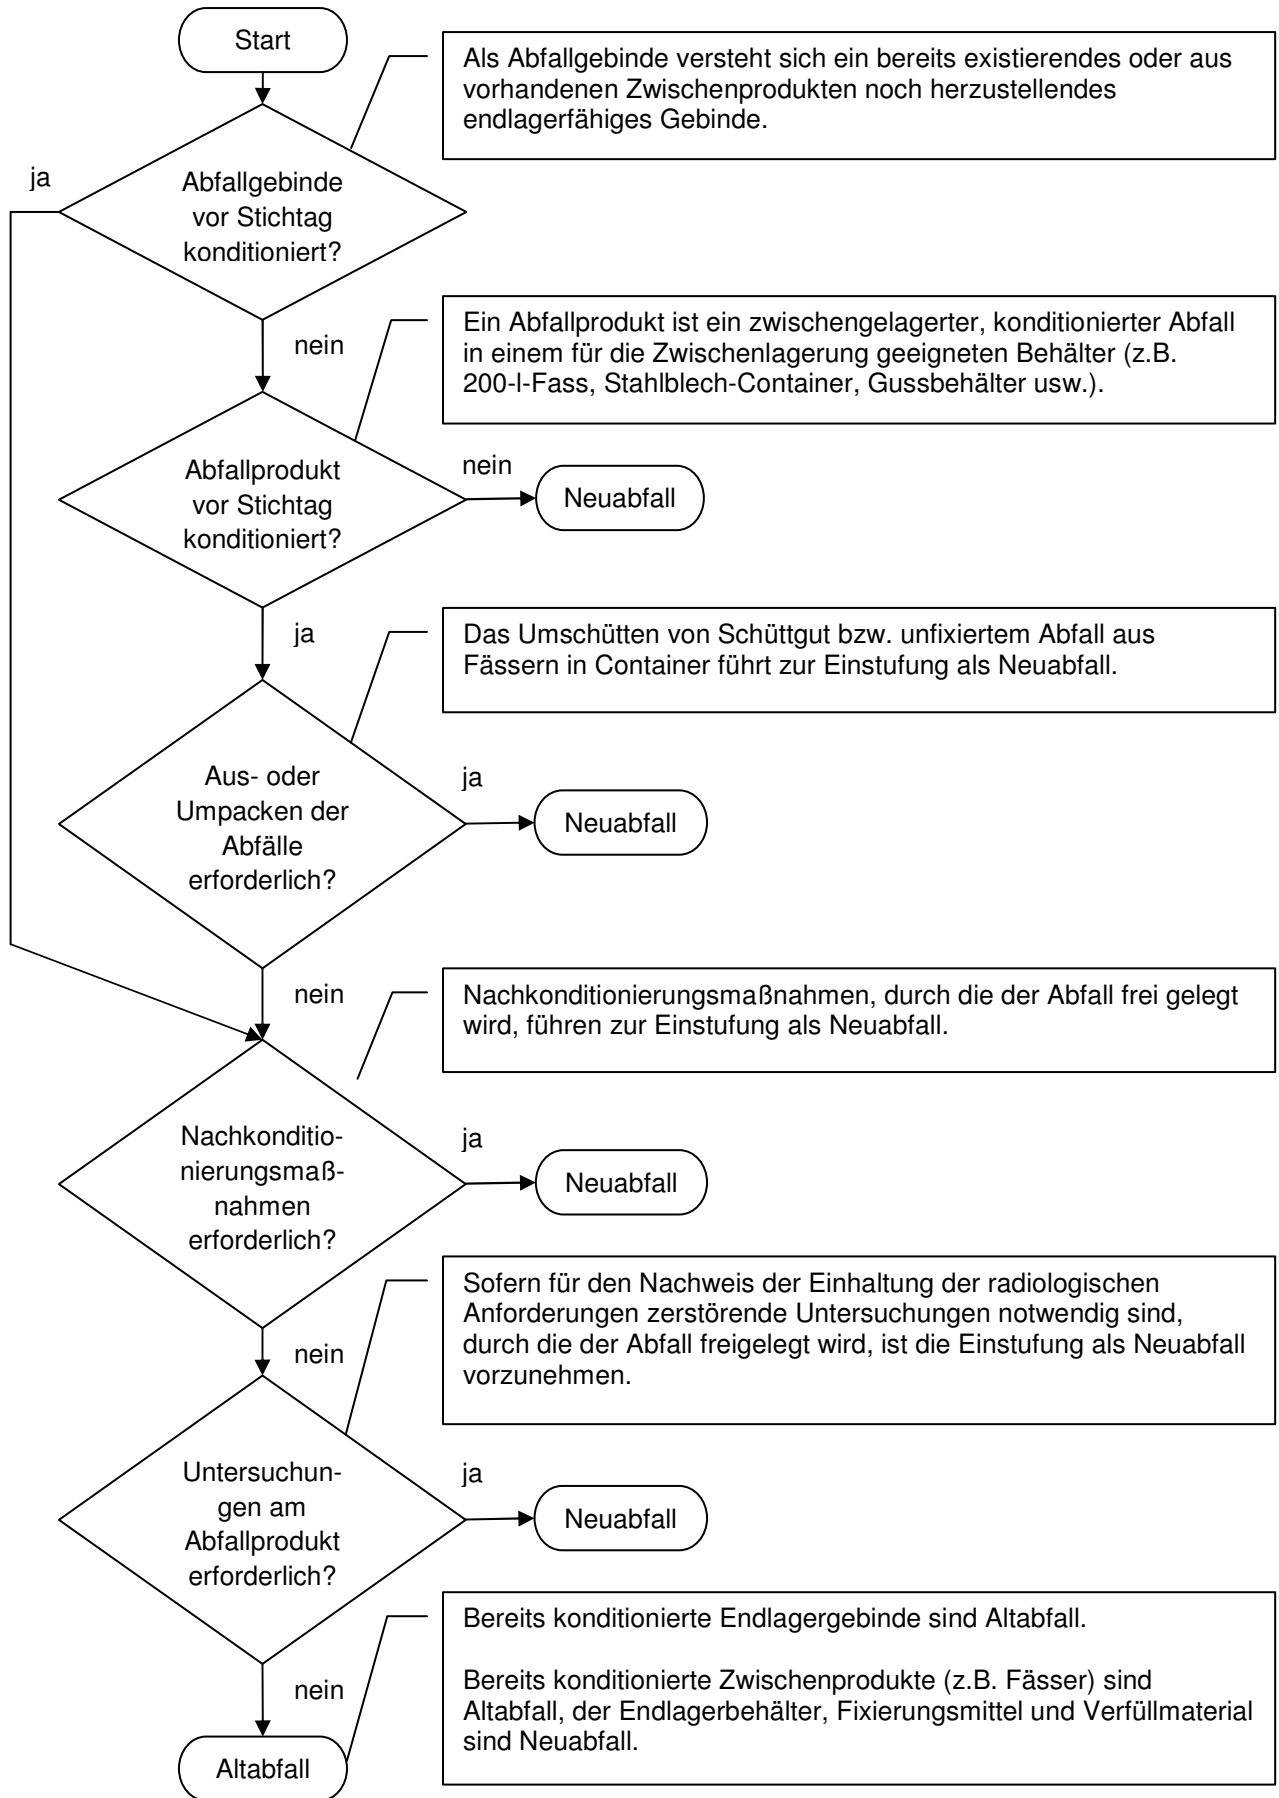 Start
Als Abfallgebinde versteht sich ein bereits existierendes oder aus
vorhandenen Zwischenprodukten noch herzustellendes
endlagerfähiges Gebinde.
ja
Abfallgebinde
vor Stichtag
konditioniert?
nein
Ein Abfallprodukt ist ein zwischengelagerter, konditionierter Abfall
in einem für die Zwischenlagerung geeigneten Behälter (z.B.
200-l-Fass, Stahlblech-Container, Gussbehälter usw.).
Abfallprodukt
vor Stichtag
konditioniert?
nein
Neuabfall
ja
Das Umschütten von Schüttgut bzw. unfixiertem Abfall aus
Fässern in Container führt zur Einstufung als Neuabfall.
Aus- oder
Umpacken der
Abfälle
erforderlich?
ja
Neuabfall
nein
Nachkonditionierungsmaßnahmen, durch die der Abfall frei gelegt
wird, führen zur Einstufung als Neuabfall.
Nachkonditio-
nierungsmaß-
nahmen
erforderlich?
ja
Neuabfall
nein
Sofern für den Nachweis der Einhaltung der radiologischen
Anforderungen zerstörende Untersuchungen notwendig sind,
durch die der Abfall freigelegt wird, ist die Einstufung als Neuabfall
vorzunehmen.
Untersuchun-
gen am
Abfallprodukt
erforderlich?
ja
Neuabfall
nein
Bereits konditionierte Endlagergebinde sind Altabfall.
Bereits konditionierte Zwischenprodukte (z.B. Fässer) sind
Altabfall, der Endlagerbehälter, Fixierungsmittel und Verfüllmaterial
sind Neuabfall.
Altabfall